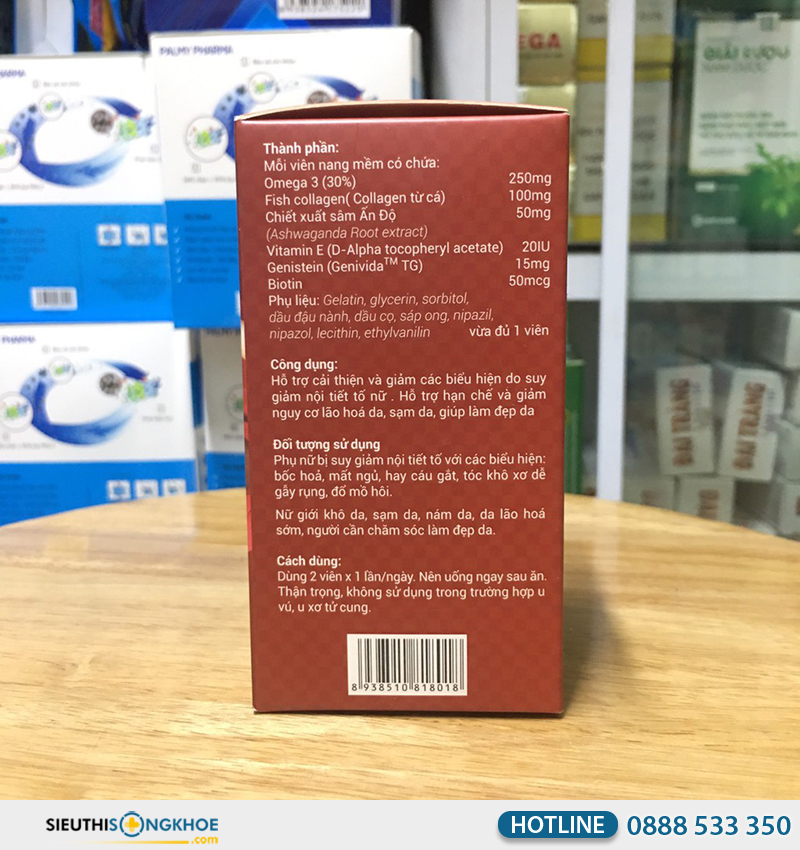 PALMY PHARMA
GIẢI RƯỢU
Thành phần:
Mỗi viên nang mềm có chứa:
Omega 3 (30%) 250mg
Fish collagen( Collagen từ cá) 100mg
Chiết xuất sâm Ấn Độ 50mg
(Ashwaganda Root extract)
Vitamin E (D-Alpha tocopheryl acetate) 20IU
Genistein (Genivida™ TG) 15mg
Biotin 50mcg
Phụ liệu: Gelatin, glycerin, sorbitol,
dầu đậu nành, dầu cọ, sáp ong, nipazil,
nipazol, lecithin, ethylvanilin vừa đủ 1 viên
Công dụng:
Hỗ trợ cải thiện và giảm các biểu hiện do suy
giảm nội tiết tố nữ . Hỗ trợ hạn chế và giảm
nguy cơ lão hoá da, sạm da, giúp làm đẹp da
Đối tượng sử dụng
Phụ nữ bị suy giảm nội tiết tố với các biểu hiện:
bốc hoả, mất ngủ, hay cáu gắt, tóc khô xơ dễ
gãy rụng, đổ mồ hôi.
Nữ giới khô da, sạm da, nám da, da lão hoá
sớm, người cần chăm sóc làm đẹp da.
Cách dùng:
Dùng 2 viên x 1 lần/ngày. Nên uống ngay sau ăn.
Thận trọng, không sử dụng trong trường hợp u
vú, u xơ tử cung.
8 938510 818018
ĐẠI TRÀNG
ĐẠI TRÀNG
SIEUTHISONGKHOE
.com
HOTLINE 0888 533 350